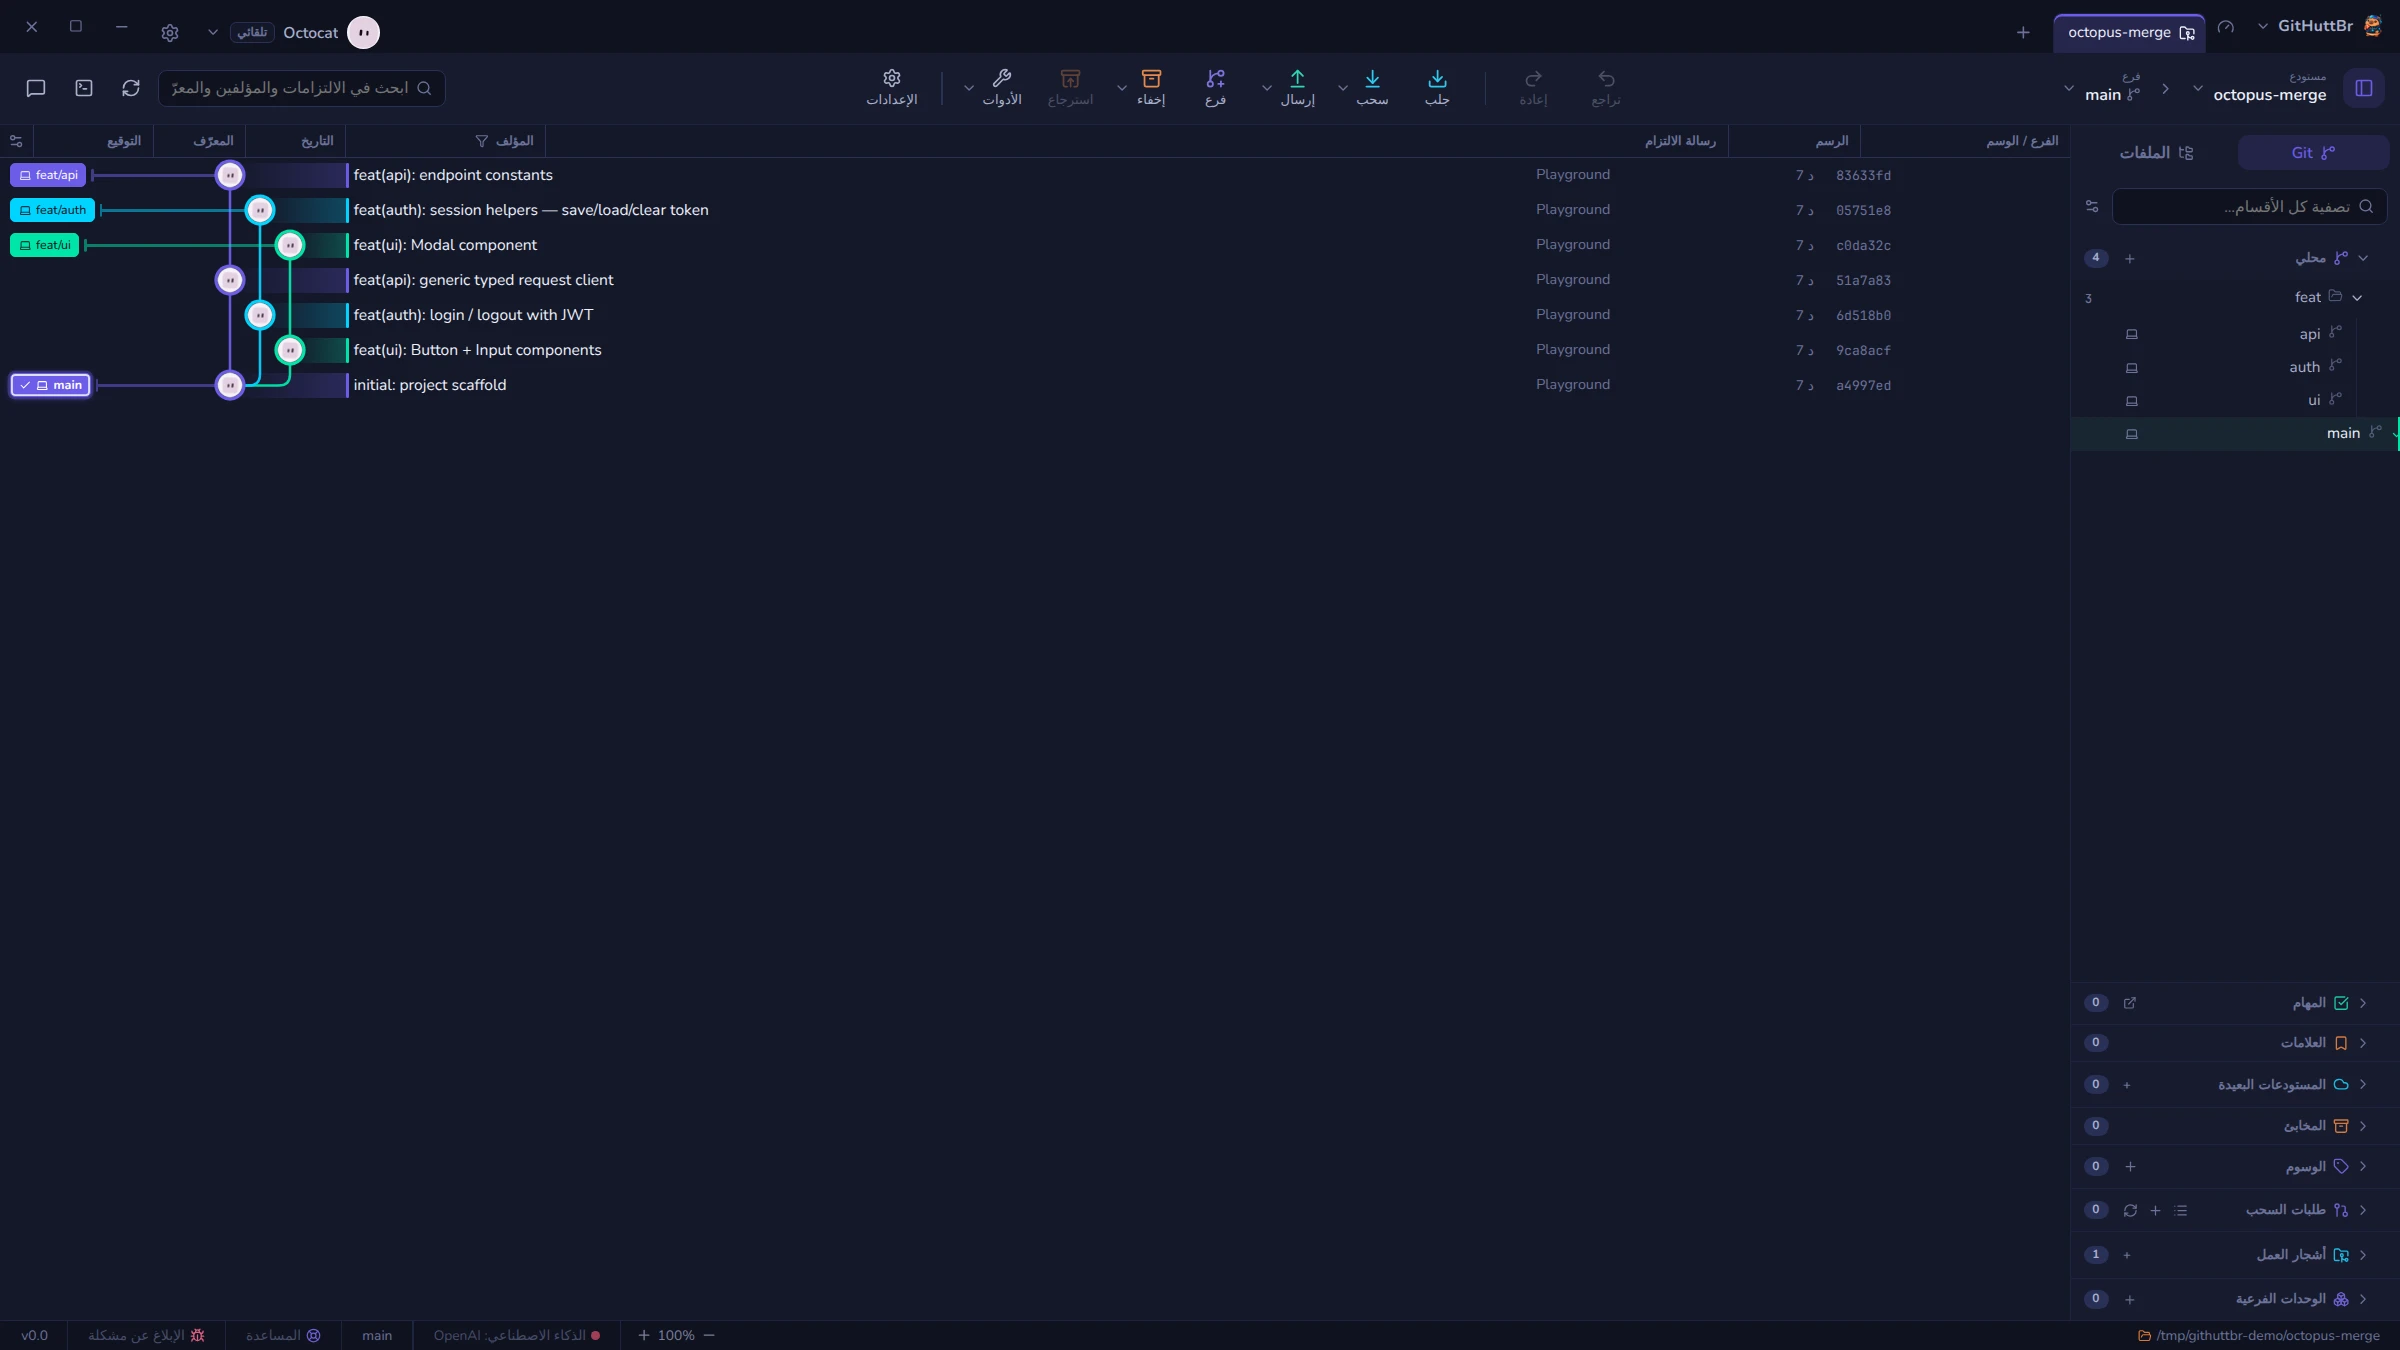 GitHuttBr
octopus-merge
Octocat
تلقائي
مستودع
octopus-merge
فرع
main
تراجع
إعادة
جلب
سحب
إرسال
فرع
إخفاء
استرجاع
الأدوات
الإعدادات
ابحث في الالتزامات والمؤلفين والمعرّ
Git
الملفات
الفرع / الوسم
الرسم
رسالة الالتزام
المؤلف
التاريخ
المعرّف
التوقيع
feat/api
feat(api): endpoint constants
Playground
7 د
83633fd
feat/auth
feat(auth): session helpers — save/load/clear token
Playground
7 د
05751e8
feat/ui
feat(ui): Modal component
Playground
7 د
c0da32c
feat(api): generic typed request client
Playground
7 د
51a7a83
feat(auth): login / logout with JWT
Playground
7 د
6d518b0
feat(ui): Button + Input components
Playground
7 د
9ca8acf
main
initial: project scaffold
Playground
7 د
a4997ed
تصفية كل الأقسام...
محلي
4
feat
3
api
auth
ui
main
المهام
0
العلامات
0
المستودعات البعيدة
0
المخابئ
0
الوسوم
0
طلبات السحب
0
أشجار العمل
1
الوحدات الفرعية
0
/tmp/githuttbr-demo/octopus-merge
100%
الذكاء الاصطناعي: OpenAI
main
المساعدة
الإبلاغ عن مشكلة
v0.0